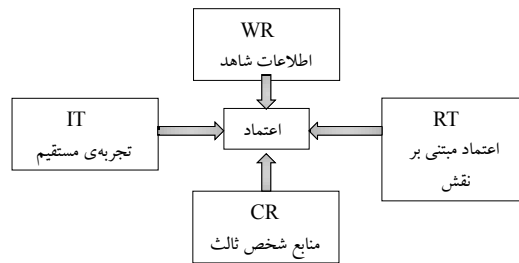 WR
اطلاعات شاهد
IT
تجربه‌ی مستقیم
اعتماد
RT
اعتماد مبتنی بر
نقش
CR
منابع شخص ثالث